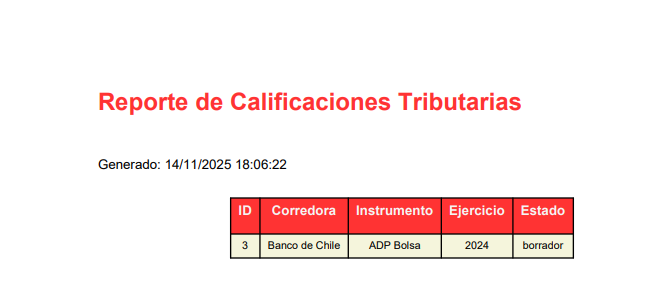 Reporte de Calificaciones Tributarias
Generado: 14/11/2025 18:06:22
ID Corredora Instrumento Ejercicio Estado
3 Banco de Chile ADP Bolsa 2024 borrador